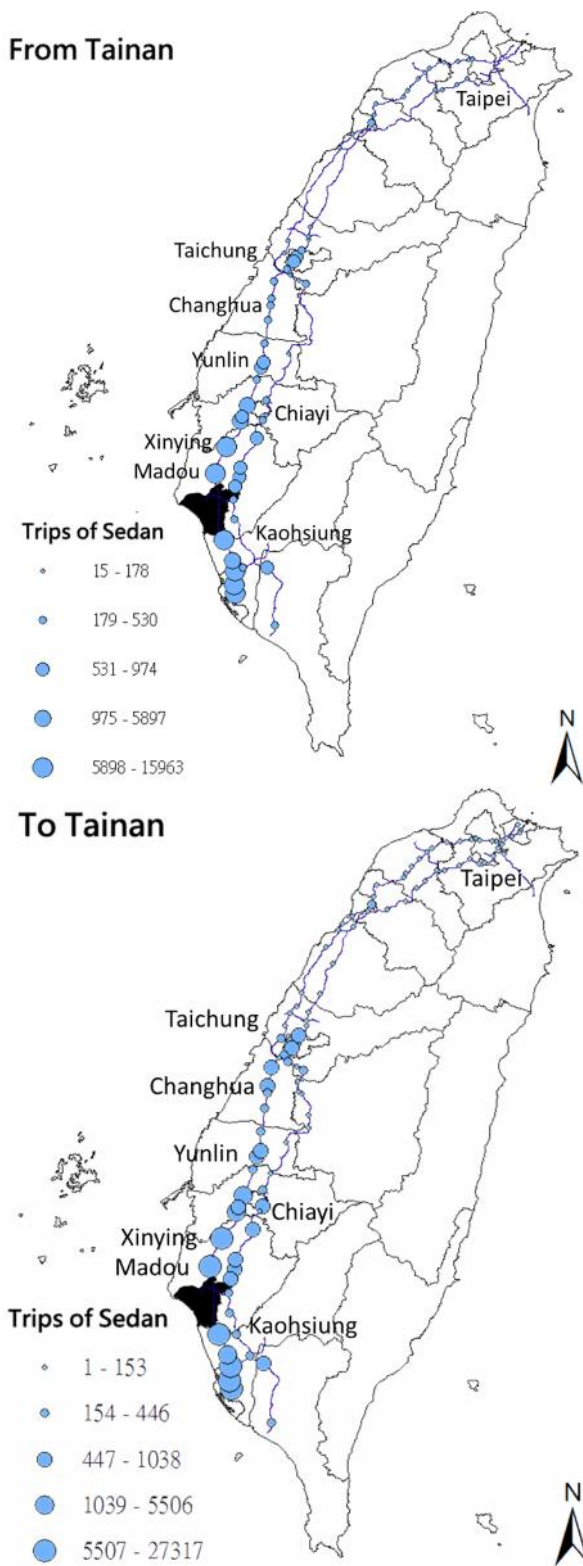 From Tainan
Taipei
Taichung
Changhua
Yunlin
Chiayi
Xinying
Madou
Trips of Sedan
Kaohsiung
15 - 178
179 - 530
531 - 974
975 - 5897
5898 - 15963
N
To Tainan
Taipei
Taichung
Changhua
Yunlin
Chiayi
Xinying
Madou
Trips of Sedan
Kaohsiung
1 - 153
154 - 446
447 - 1038
1039 - 5506
5507 - 27317
N